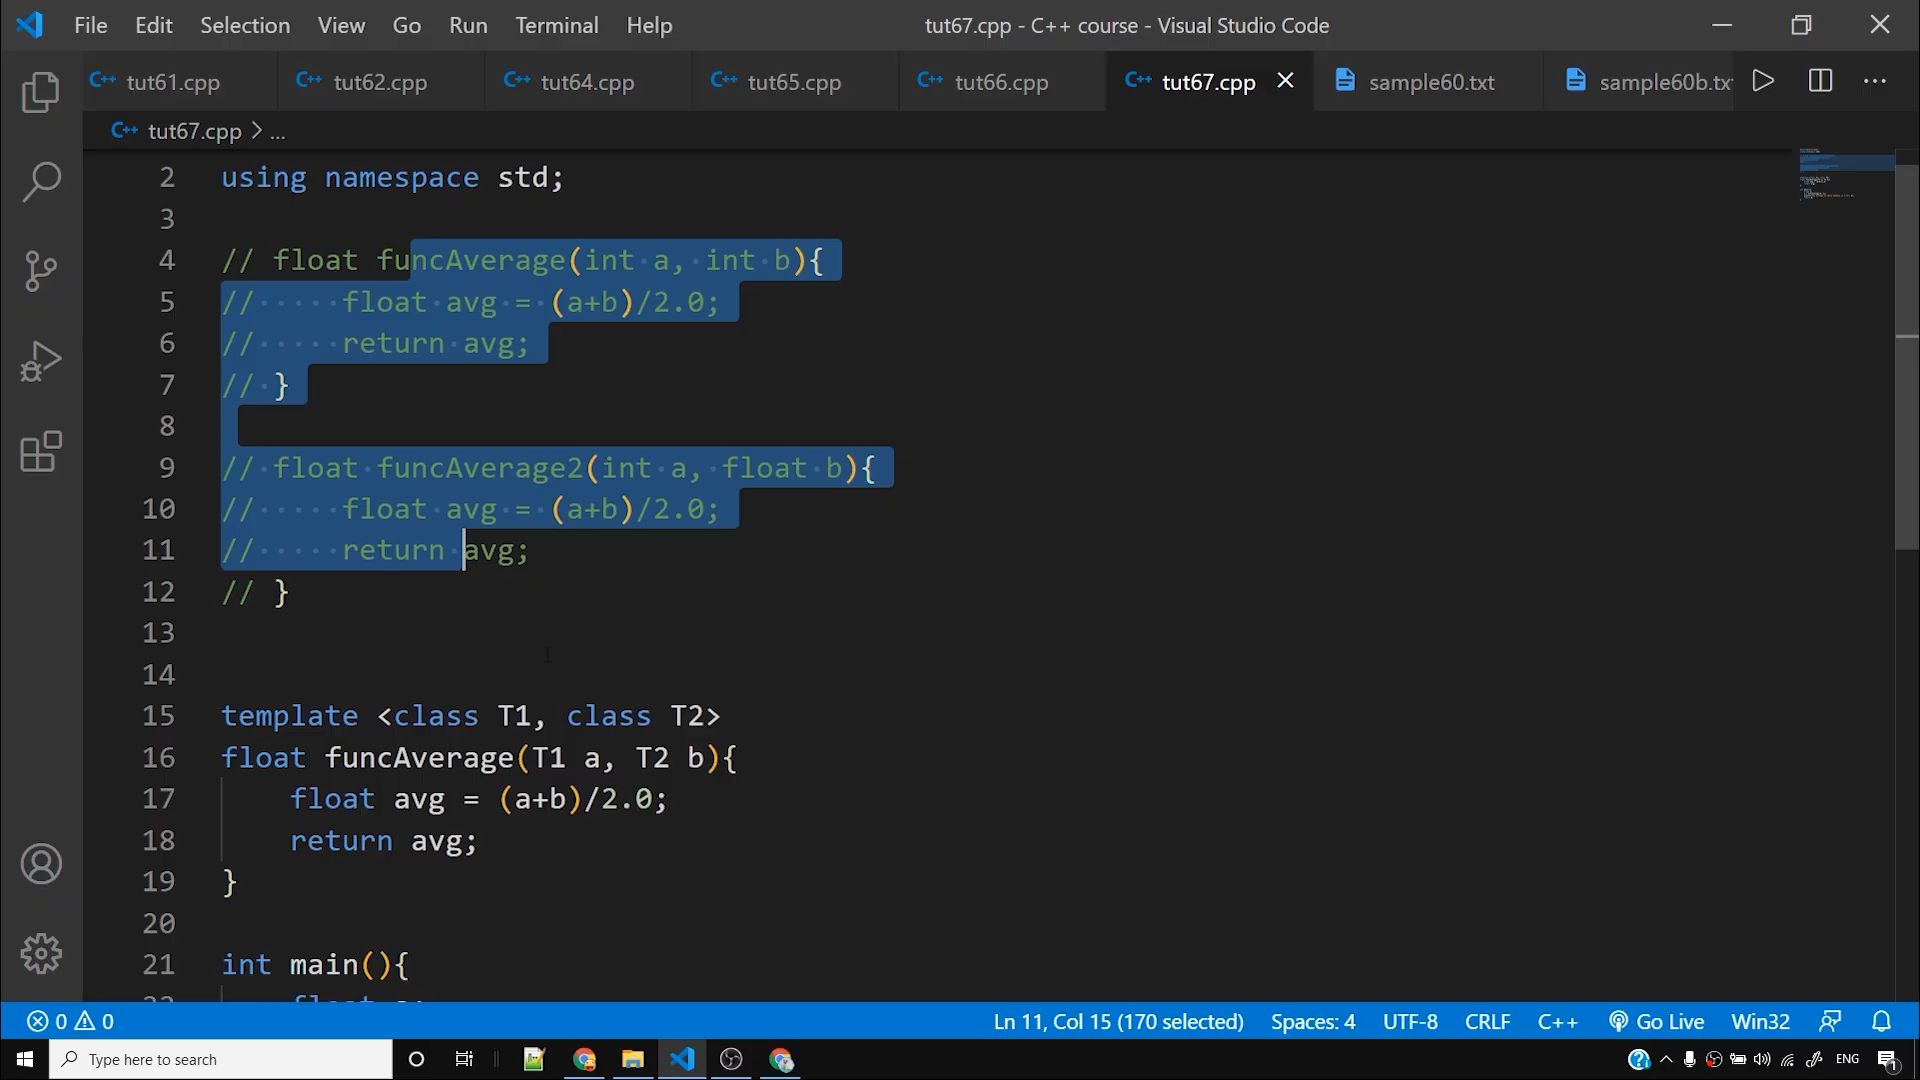 File Edit Selection View Go Run Terminal Help tut67.cpp - C++ course - Visual Studio Code
C++ tut61.cpp C++ tut62.cpp C++ tut64.cpp C++ tut65.cpp C++ tut66.cpp C++ tut67.cpp sample60.txt sample60b.tx
C++ tut67.cpp > ...
2 using namespace std;
3
4 // float funcAverage(int a, int b){
5 //     float avg = (a+b)/2.0;
6 //     return avg;
7 // }
8
9 // float funcAverage2(int a, float b){
10 //     float avg = (a+b)/2.0;
11 //     return avg;
12 // }
13
14
15 template <class T1, class T2>
16 float funcAverage(T1 a, T2 b){
17     float avg = (a+b)/2.0;
18     return avg;
19 }
20
21 int main(){
0 0 Ln 11, Col 15 (170 selected) Spaces: 4 UTF-8 CRLF C++ Go Live Win32
Type here to search ENG 1